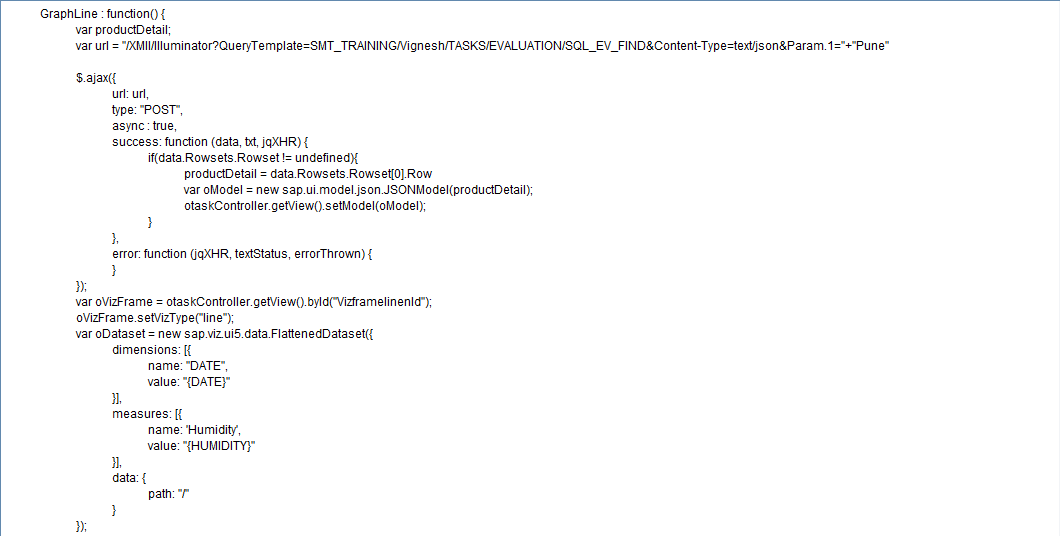 GraphLine : function() {
var productDetail;
var url = "/XMII/Illuminator?QueryTemplate=SMT_TRAINING/Vignesh/TASKS/EVALUATION/SQL_EV_FIND&Content-Type=text/json&Param.1="+"Pune"
$.ajax({
url: url,
type: "POST",
async : true,
success: function (data, txt, jqXHR) {
if(data.Rowsets.Rowset != undefined){
productDetail = data.Rowsets.Rowset[0].Row
var oModel = new sap.ui.model.json.JSONModel(productDetail);
otaskController.getView().setModel(oModel);
}
},
error: function (jqXHR, textStatus, errorThrown) {
}
});
var oVizFrame = otaskController.getView().byId("VizframelinenId");
oVizFrame.setVizType("line");
var oDataset = new sap.viz.ui5.data.FlattenedDataset({
dimensions: [{
name: "DATE",
value: "{DATE}"
}],
measures: [{
name: 'Humidity',
value: "{HUMIDITY}"
}],
data: {
path: "/"
}
});